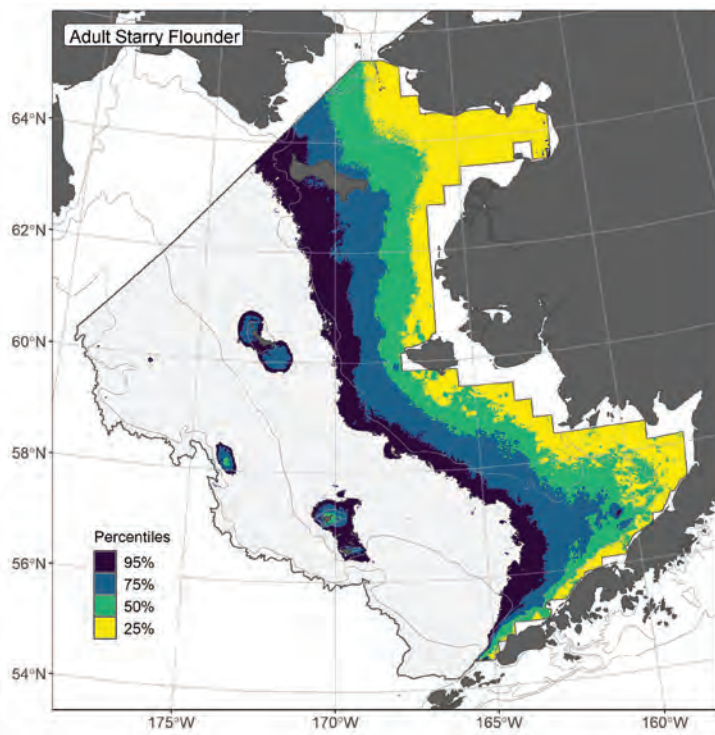 Adult Starry Flounder
64°N
62°N
60°N
58°N
56°N
54°N
Percentiles
95%
75%
50%
25%
175°W
170°W
165°W
160°W